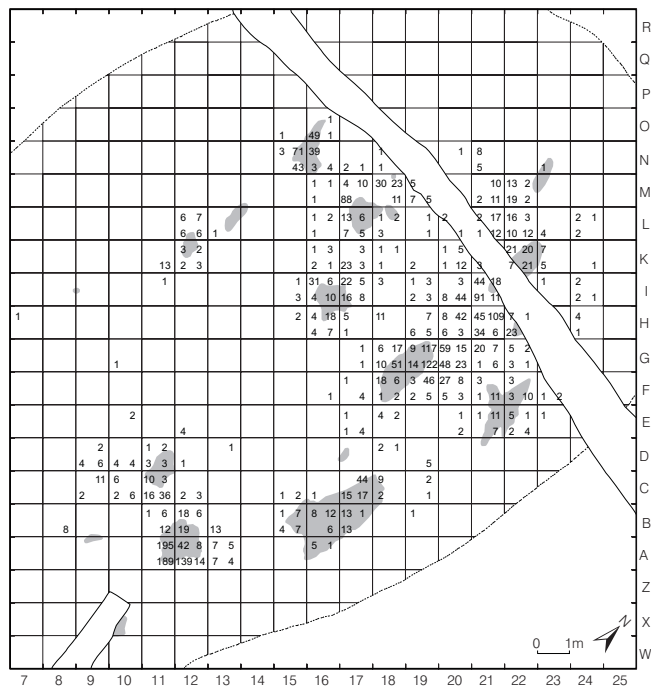 R
Q
P
1
O
1 49 1
3 71 39 1 1 8
N
43 3 4 2 1 1 5 1
1 1 4 10 30 23 5 10 13 2
M
1 88 11 7 5 2 11 19 2
6 7 1 2 13 6 1 2 1 2 2 17 16 3 2 1
L
6 6 1 1 7 5 3 1 1 1 12 10 12 4 2
3 2 1 3 3 1 1 1 5 21 20 7
K
13 2 3 2 1 23 3 1 2 1 12 3 7 21 5 1
1 1 31 6 22 5 3 1 3 3 44 18 1 2
I
3 4 10 16 8 2 3 8 44 91 11 2 1
1 2 4 18 5 11 7 8 42 45 109 7 1 4
H
4 7 1 6 5 6 3 34 6 23 1
1 6 17 9 117 59 15 20 7 5 2
G
1 1 10 51 14 122 48 23 1 6 3 1
1 18 6 3 46 27 8 3 3
F
1 4 1 2 2 5 5 3 1 11 3 10 1 2
2 1 4 2 1 1 11 5 1 1
E
4 1 4 2 7 2 4
2 1 2 1 2 1
D
4 6 4 4 3 3 1 5
11 6 10 3 44 9 2
C
2 2 6 16 36 2 3 1 2 1 15 17 2 1
1 6 18 6 1 7 8 12 13 1 1
B
8 12 19 13 4 7 6 13
195 42 8 7 5 5 1
A
189 139 14 7 4
Z
X
N
0 1m
W
7 8 9 10 11 12 13 14 15 16 17 18 19 20 21 22 23 24 25